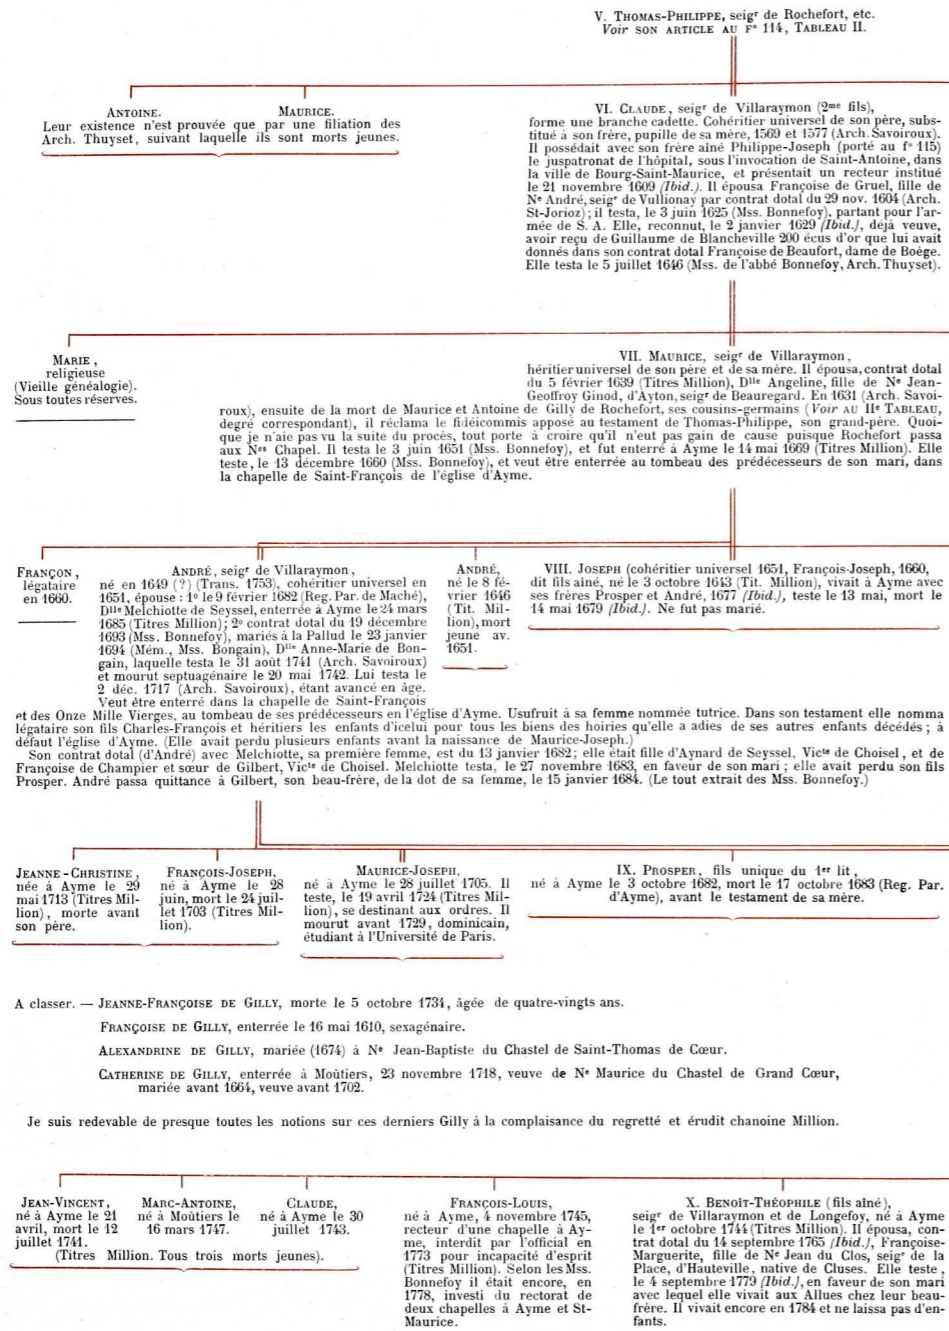 V. THOMAS-PHILIPPE, seigʳ de Rochefort, etc.
Voir SON ARTICLE AU Fº 114, TABLEAU II.
ANTOINE.
MAURICE.
Leur existence n'est prouvée que par une filiation des
Arch. Thuyset, suivant laquelle ils sont morts jeunes.
VI. CLAUDE, seigʳ de Villaraymon (2ᵐᵉ fils),
forme une branche cadette. Cohéritier universel de son père, subs-
titué à son frère, pupille de sa mère, 1569 et 1577 (Arch. Savoiroux).
Il possédait avec son frère aîné Philippe-Joseph (porté au fº 115)
le juspatronat de l'hôpital, sous l'invocation de Saint-Antoine, dans
la ville de Bourg-Saint-Maurice, et présentait un recteur institué
le 21 novembre 1609 (Ibid.). Il épousa Françoise de Gruel, fille de
Nᵉ André, seigʳ de Vullionay par contrat dotal du 29 nov. 1604 (Arch.
St-Jorioz); il testa, le 3 juin 1625 (Mss. Bonnefoy), partant pour l'ar-
mée de S. A. Elle, reconnut, le 2 janvier 1629 (Ibid.), déjà veuve,
avoir reçu de Guillaume de Blancheville 200 écus d'or que lui avait
donnés dans son contrat dotal Françoise de Beaufort, dame de Boëge.
Elle testa le 5 juillet 1646 (Mss. de l'abbé Bonnefoy, Arch. Thuyset).
MARIE,
religieuse
(Vieille généalogie).
Sous toutes réserves.
VII. MAURICE, seigʳ de Villaraymon,
héritier universel de son père et de sa mère. Il épousa, contrat dotal
du 5 février 1639 (Titres Million), Dˡˡᵉ Angeline, fille de Nᵉ Jean-
Geoffroy Ginod, d'Ayton, seigʳ de Beauregard. En 1631 (Arch. Savoi-
roux), ensuite de la mort de Maurice et Antoine de Gilly de Rochefort, ses cousins-germains (Voir AU IIᵉ TABLEAU,
degré correspondant), il réclama le fidéicommis apposé au testament de Thomas-Philippe, son grand-père. Quoi-
que je n'aie pas vu la suite du procès, tout porte à croire qu'il n'eut pas gain de cause puisque Rochefort passa
aux Nᵉˢ Chapel. Il testa le 3 juin 1651 (Mss. Bonnefoy), et fut enterré à Ayme le 14 mai 1669 (Titres Million). Elle
teste, le 13 décembre 1660 (Mss. Bonnefoy), et veut être enterrée au tombeau des prédécesseurs de son mari, dans
la chapelle de Saint-François de l'église d'Ayme.
FRANÇON,
légataire
en 1660.
ANDRÉ, seigʳ de Villaraymon,
né en 1649 (?) (Trans. 1753), cohéritier universel en
1651, épouse : 1º le 9 février 1682 (Reg. Par. de Maché),
Dˡˡᵉ Melchiotte de Seyssel, enterrée à Ayme le 24 mars
1685 (Titres Million); 2º contrat dotal du 19 décembre
1693 (Mss. Bonnefoy), mariés à la Pallud le 23 janvier
1694 (Mém., Mss. Bongain), Dˡˡᵉ Anne-Marie de Bon-
gain, laquelle testa le 31 août 1741 (Arch. Savoiroux)
et mourut septuagénaire le 20 mai 1742. Lui testa le
2 déc. 1717 (Arch. Savoiroux), étant avancé en âge.
Veut être enterré dans la chapelle de Saint-François
et des Onze Mille Vierges, au tombeau de ses prédécesseurs en l'église d'Ayme. Usufruit à sa femme nommée tutrice. Dans son testament elle nomma
légataire son fils Charles-François et héritiers les enfants d'icelui pour tous les biens des hoiries qu'elle a adies de ses autres enfants décédés ; à
défaut l'église d'Ayme. (Elle avait perdu plusieurs enfants avant la naissance de Maurice-Joseph.)
Son contrat dotal (d'André) avec Melchiotte, sa première femme, est du 13 janvier 1682; elle était fille d'Aynard de Seyssel, Vicᵗᵉ de Choisel, et de
Françoise de Champier et sœur de Gilbert, Vicᵗᵉ de Choisel. Melchiotte testa, le 27 novembre 1683, en faveur de son mari ; elle avait perdu son fils
Prosper. André passa quittance à Gilbert, son beau-frère, de la dot de sa femme, le 15 janvier 1684. (Le tout extrait des Mss. Bonnefoy.)
ANDRÉ,
né le 8 fé-
vrier 1646
(Tit. Mil-
lion), mort
jeune av.
1651.
VIII. JOSEPH (cohéritier universel 1651, François-Joseph, 1660,
dit fils aîné, né le 3 octobre 1643 (Tit. Million), vivait à Ayme avec
ses frères Prosper et André, 1677 (Ibid.), teste le 13 mai, mort le
14 mai 1679 (Ibid.). Ne fut pas marié.
JEANNE-CHRISTINE,
née à Ayme le 29
mai 1713 (Titres Mil-
lion), morte avant
son père.
FRANÇOIS-JOSEPH,
né à Ayme le 28
juin, mort le 24 juil-
let 1703 (Titres Mil-
lion).
MAURICE-JOSEPH,
né à Ayme le 28 juillet 1705. Il
teste, le 19 avril 1724 (Titres Mil-
lion), se destinant aux ordres. Il
mourut avant 1729, dominicain,
étudiant à l'Université de Paris.
IX. PROSPER, fils unique du 1ᵉʳ lit,
né à Ayme le 3 octobre 1682, mort le 17 octobre 1683 (Reg. Par.
d'Ayme), avant le testament de sa mère.
A classer. — JEANNE-FRANÇOISE DE GILLY, morte le 5 octobre 1731, âgée de quatre-vingts ans.
FRANÇOISE DE GILLY, enterrée le 16 mai 1610, sexagénaire.
ALEXANDRINE DE GILLY, mariée (1674) à Nᵉ Jean-Baptiste du Chastel de Saint-Thomas de Cœur.
CATHERINE DE GILLY, enterrée à Moûtiers, 23 novembre 1718, veuve de Nᵉ Maurice du Chastel de Grand Cœur,
mariée avant 1664, veuve avant 1702.
Je suis redevable de presque toutes les notions sur ces derniers Gilly à la complaisance du regretté et érudit chanoine Million.
JEAN-VINCENT,
né à Ayme le 21
avril, mort le 12
juillet 1741.
MARC-ANTOINE,
né à Moûtiers le
16 mars 1747.
CLAUDE,
né à Ayme le 30
juillet 1743.
(Titres Million. Tous trois morts jeunes).
FRANÇOIS-LOUIS,
né à Ayme, 4 novembre 1745,
recteur d'une chapelle à Ay-
me, interdit par l'official en
1773 pour incapacité d'esprit
(Titres Million). Selon les Mss.
Bonnefoy il était encore, en
1778, investi du rectorat de
deux chapelles à Ayme et St-
Maurice.
X. BENOÎT-THÉOPHILE (fils aîné),
seigʳ de Villaraymon et de Longefoy, né à Ayme
le 1ᵉʳ octobre 1744 (Titres Million). Il épousa, con-
trat dotal du 14 septembre 1765 (Ibid.), Françoise-
Marguerite, fille de Nᵉ Jean du Clos, seigʳ de la
Place, d'Hauteville, native de Cluses. Elle teste,
le 4 septembre 1779 (Ibid.), en faveur de son mari
avec lequel elle vivait aux Allues chez leur beau-
frère. Il vivait encore en 1784 et ne laissa pas d'en-
fants.